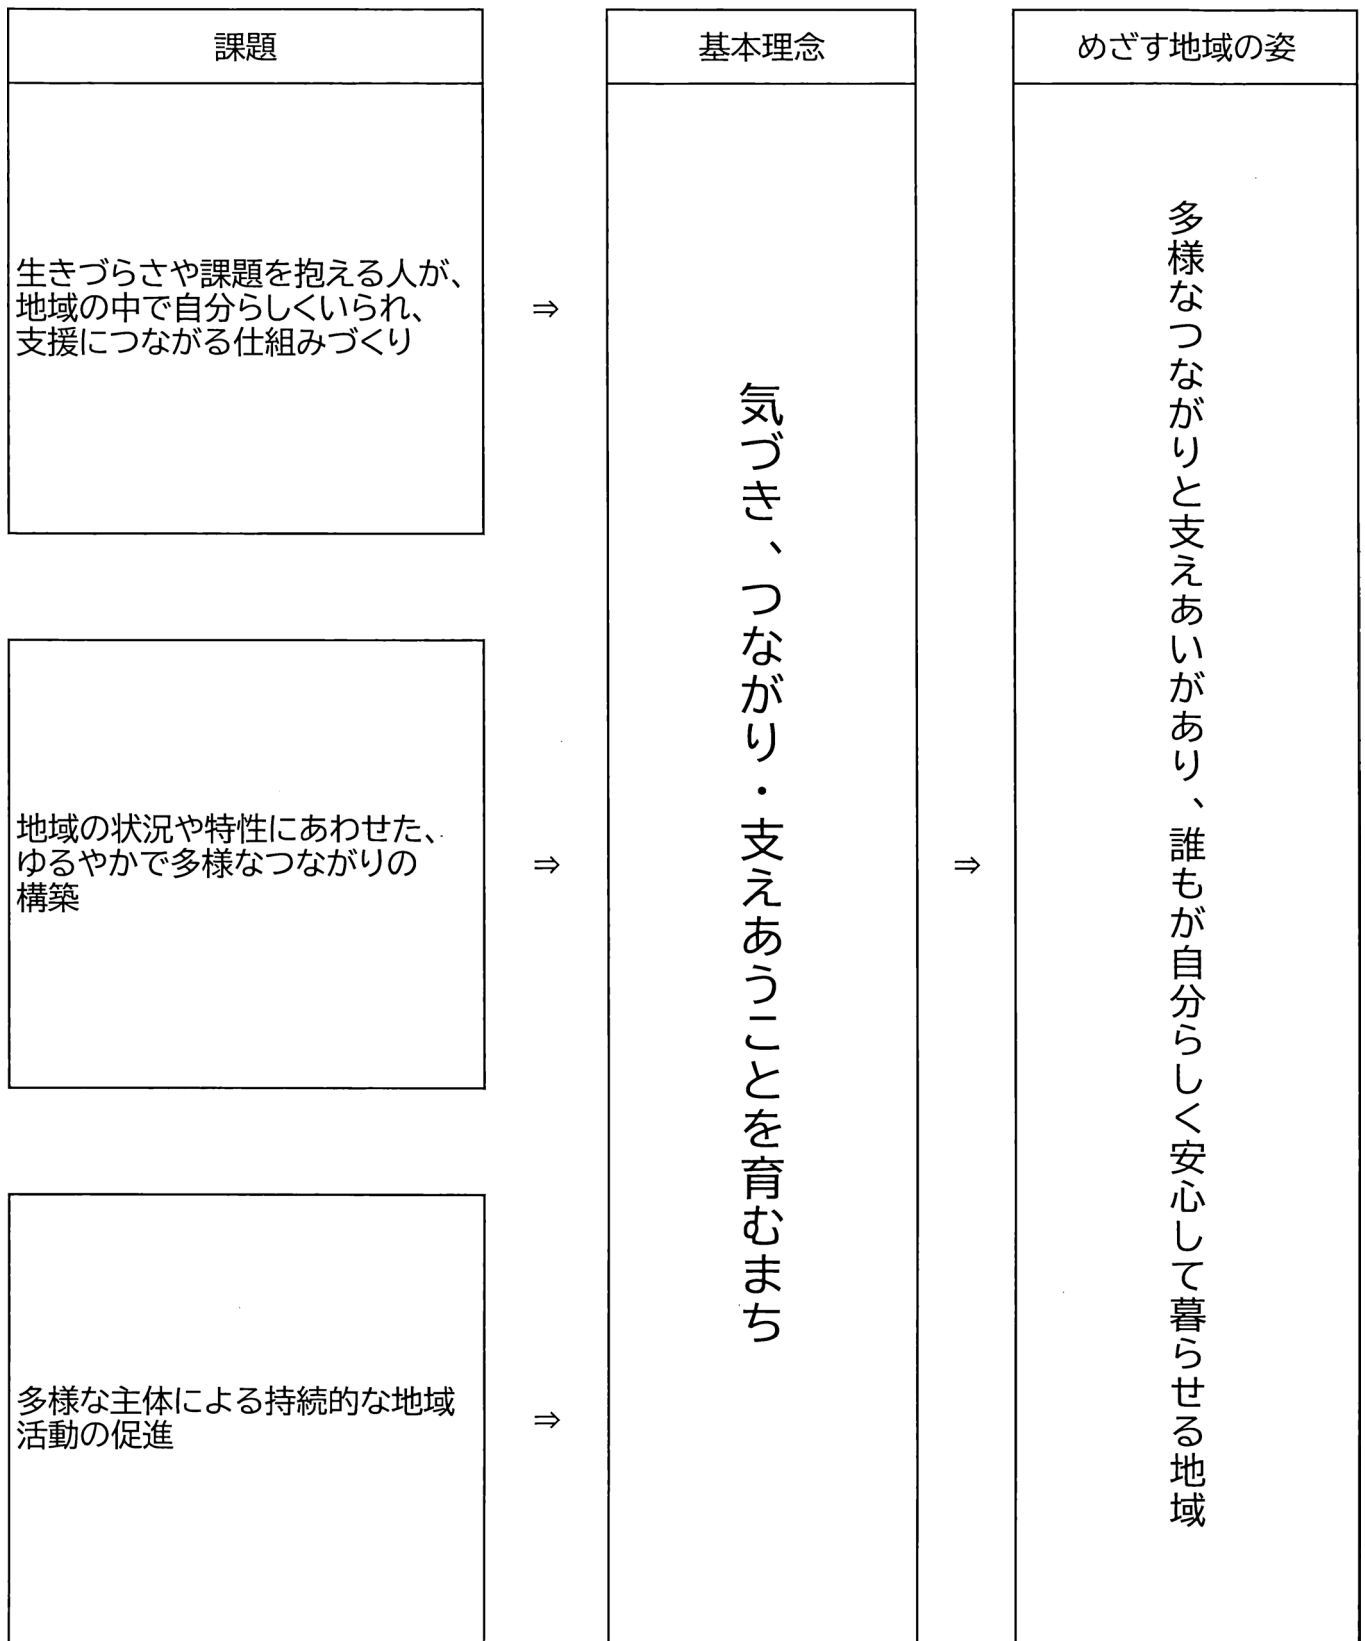 課題
生きづらさや課題を抱える人が、
地域の中で自分らしくいられ、
支援につながる仕組みづくり
⇒
地域の状況や特性にあわせた、
ゆるやかで多様なつながりの
構築
⇒
多様な主体による持続的な地域
活動の促進
⇒
基本理念
気づき、つながり・支えあうことを育むまち
⇒
めざす地域の姿
多様なつながりと支えあいがあり、誰もが自分らしく安心して暮らせる地域